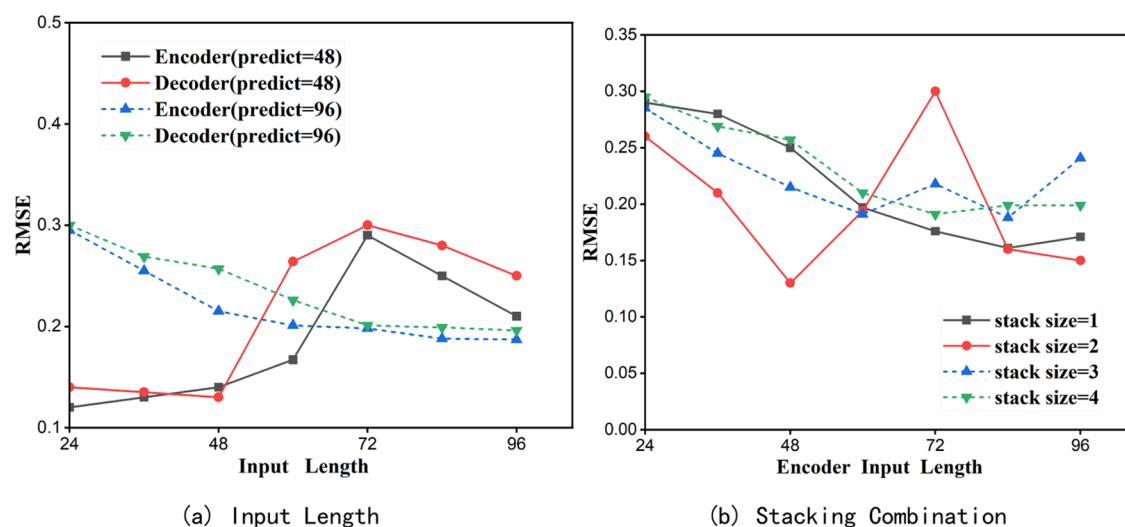 0.5
0.4
0.3
0.2
0.1
RMSE
Encoder(predict=48)
Decoder(predict=48)
Encoder(predict=96)
Decoder(predict=96)
24 48 72 96
Input Length
(a) Input Length
0.35
0.30
0.25
0.20
0.15
0.10
0.05
0.00
RMSE
stack size=1
stack size=2
stack size=3
stack size=4
24 48 72 96
Encoder Input Length
(b) Stacking Combination